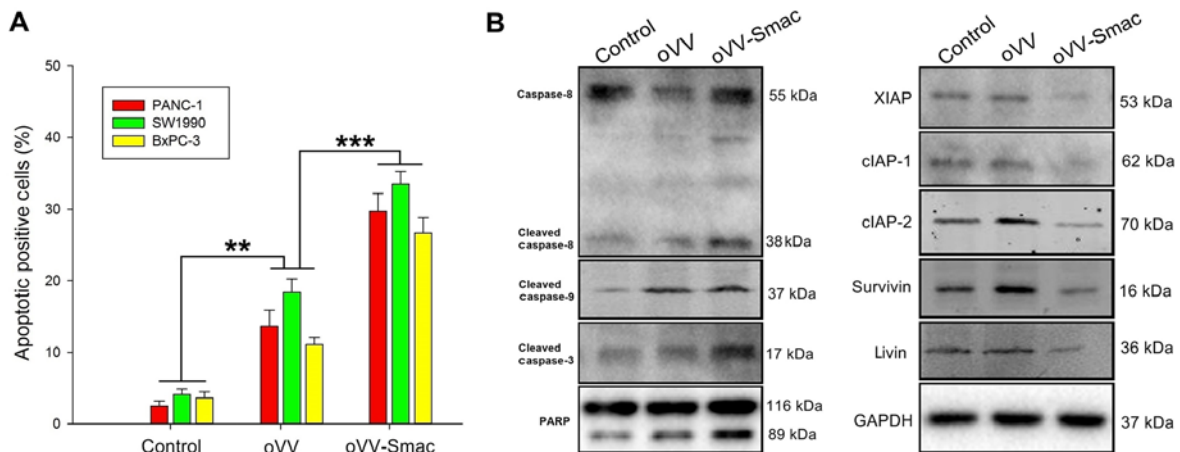 A
Apoptotic positive cells (%)
50
40
30
20
10
0
PANC-1
SW1990
BxPC-3
**
***
Control
oVV
oVV-Smac
B
Control
oVV
oVV-Smac
Caspase-8
55 kDa
Cleaved
caspase-8
38 kDa
Cleaved
caspase-9
37 kDa
Cleaved
caspase-3
17 kDa
PARP
116 kDa
89 kDa
Control
oVV
oVV-Smac
XIAP
53 kDa
cIAP-1
62 kDa
cIAP-2
70 kDa
Survivin
16 kDa
Livin
36 kDa
GAPDH
37 kDa